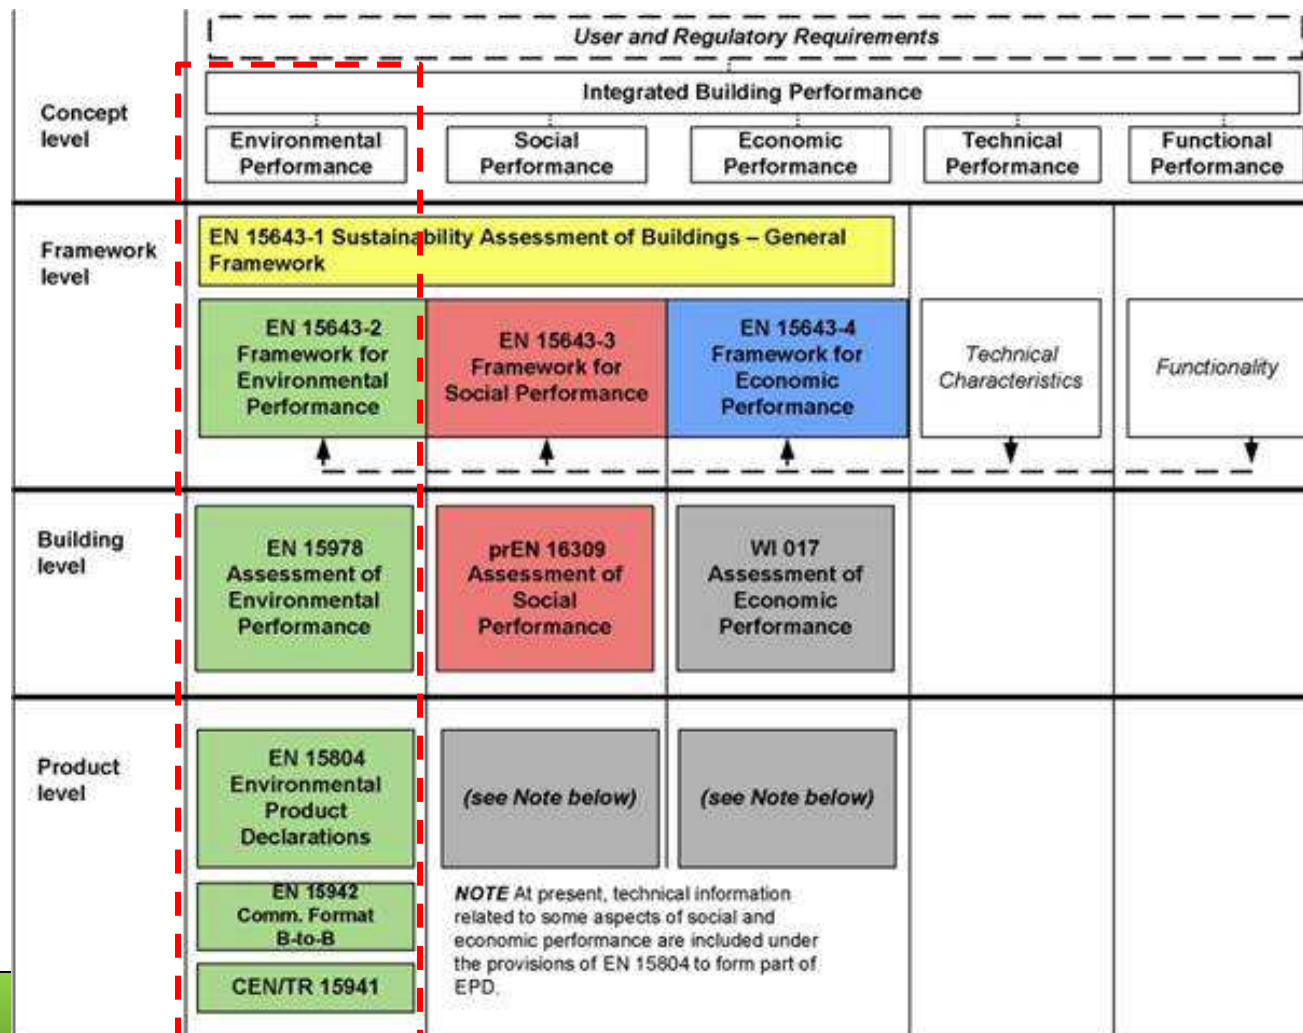 User and Regulatory Requirements
Integrated Building Performance
Concept
level
Environmental
Performance
Social
Performance
Economic
Performance
Technical
Performance
Functional
Performance
Framework
level
EN 15643-1 Sustainability Assessment of Buildings – General
Framework
EN 15643-2
Framework for
Environmental
Performance
EN 15643-3
Framework for
Social Performance
EN 15643-4
Framework for
Economic
Performance
Technical
Characteristics
Functionality
Building
level
EN 15978
Assessment of
Environmental
Performance
prEN 16309
Assessment of
Social
Performance
WI 017
Assessment of
Economic
Performance
Product
level
EN 15804
Environmental
Product
Declarations
(see Note below)
(see Note below)
EN 15942
Comm. Format
B-to-B
CEN/TR 15941
NOTE At present, technical information
related to some aspects of social and
economic performance are included under
the provisions of EN 15804 to form part of
EPD.